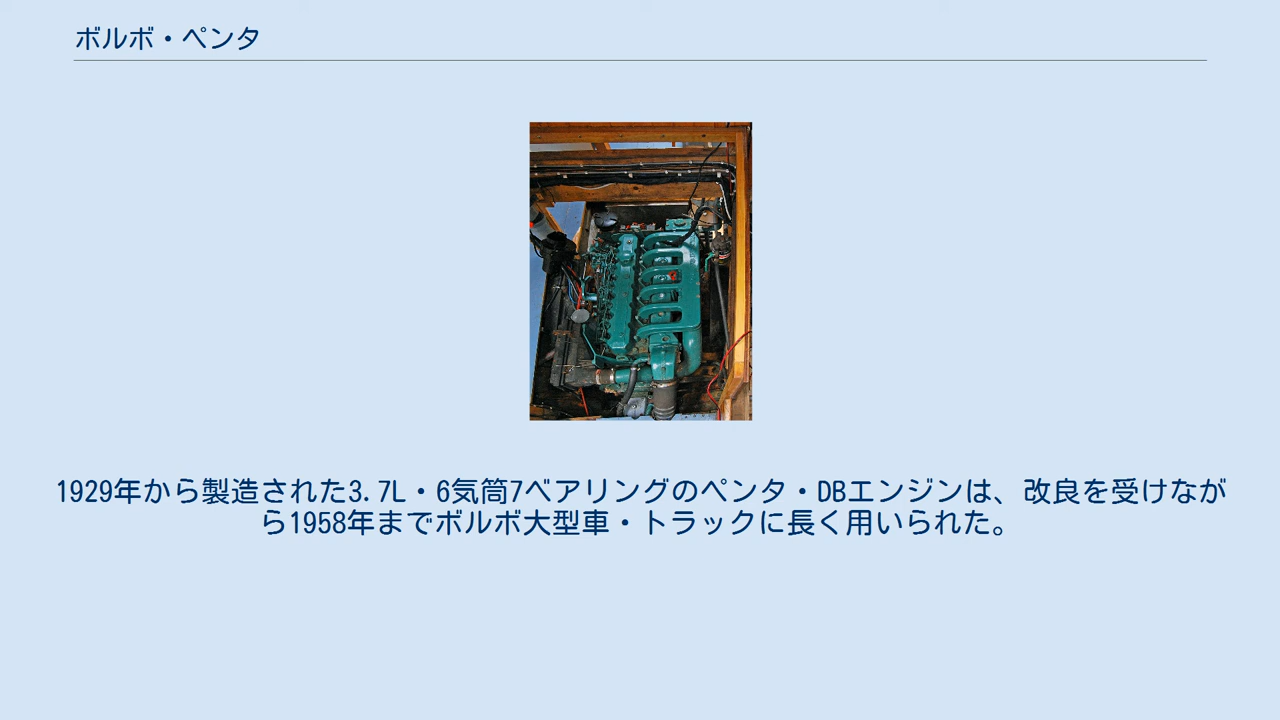 ボルボ・ペンタ
1929年から製造された3.7L・6気筒7ベアリングのペンタ・DBエンジンは、改良を受けなが
ら1958年までボルボ大型車・トラックに長く用いられた。